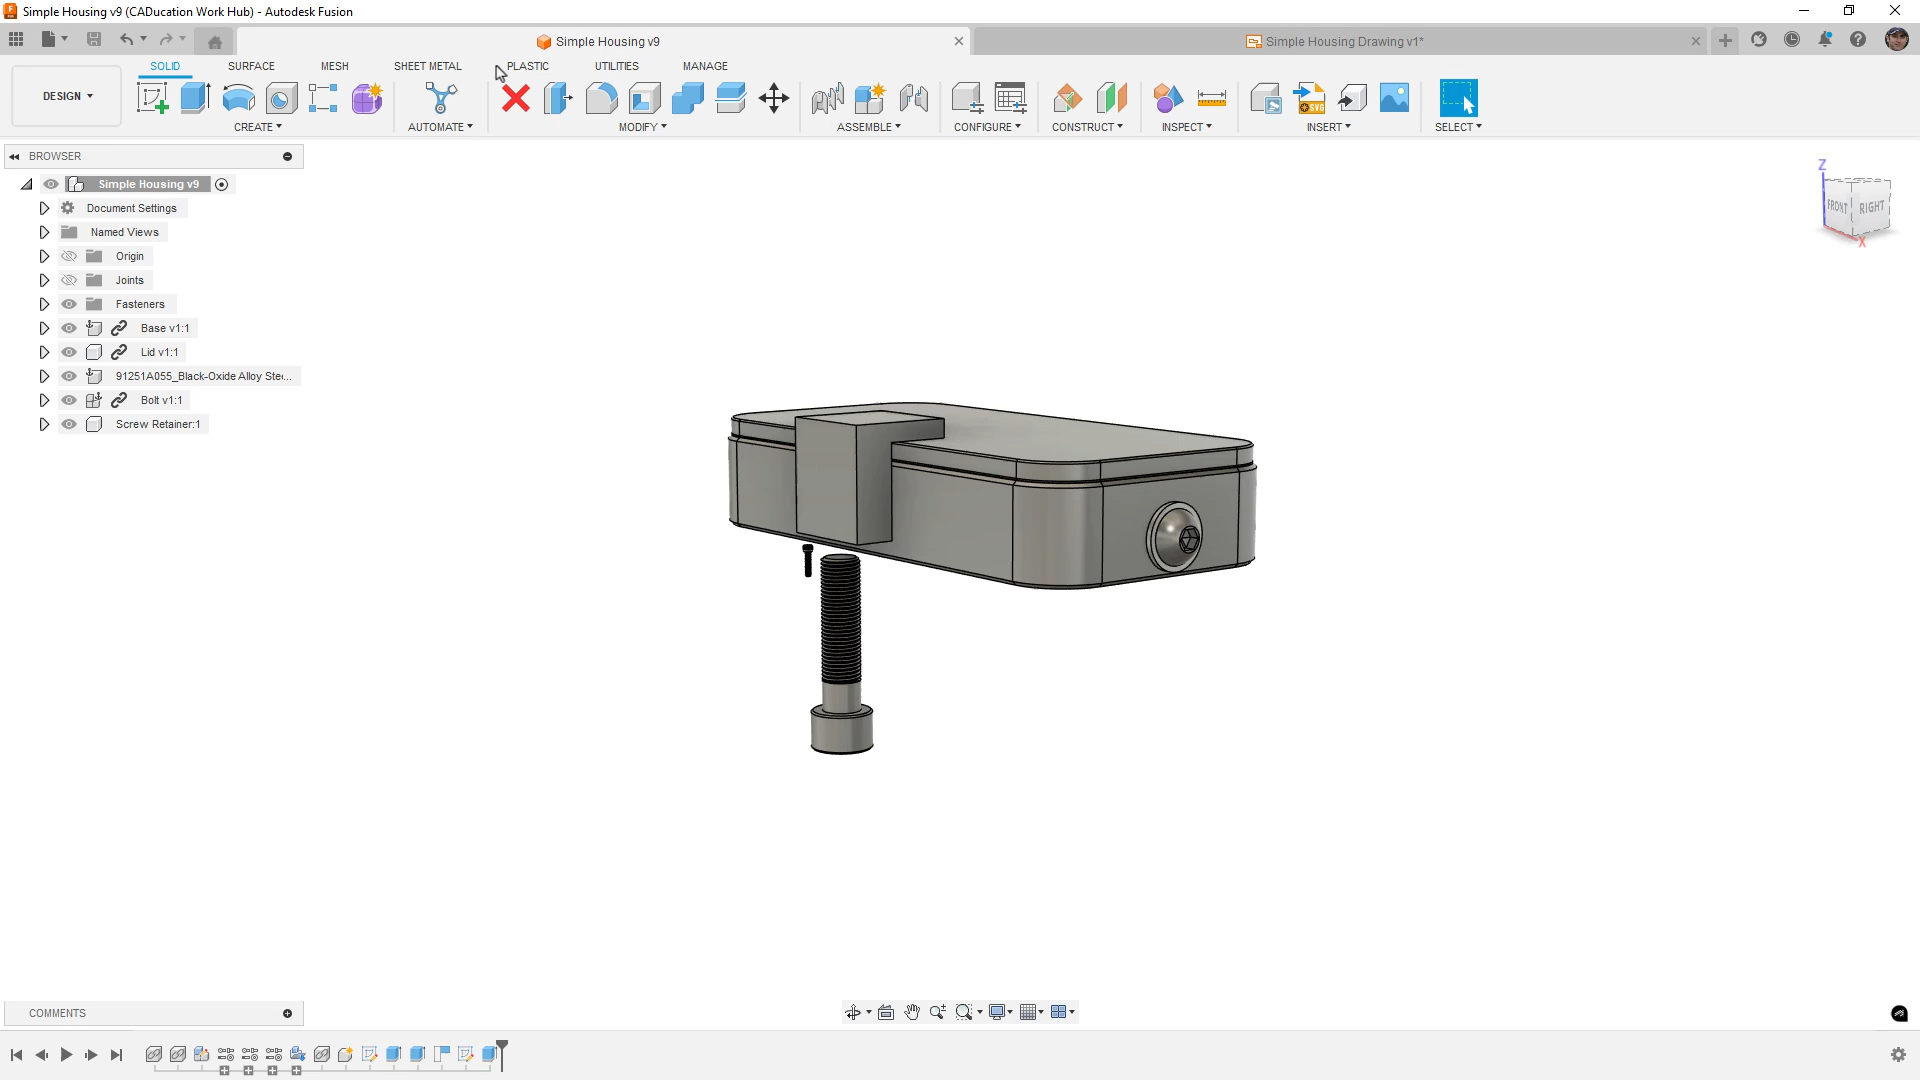 Simple Housing v9 (CADucation Work Hub) - Autodesk Fusion
Simple Housing v9
Simple Housing Drawing v1*
SOLID SURFACE MESH SHEET METAL PLASTIC UTILITIES MANAGE
DESIGN
SVG
CREATE AUTOMATE MODIFY ASSEMBLE CONFIGURE CONSTRUCT INSPECT INSERT SELECT
BROWSER
Simple Housing v9
Document Settings
Named Views
Origin
Joints
Fasteners
Base v1:1
Lid v1:1
91251A055_Black-Oxide Alloy Ste...
Bolt v1:1
Screw Retainer:1
Z
FRONT RIGHT
X
COMMENTS